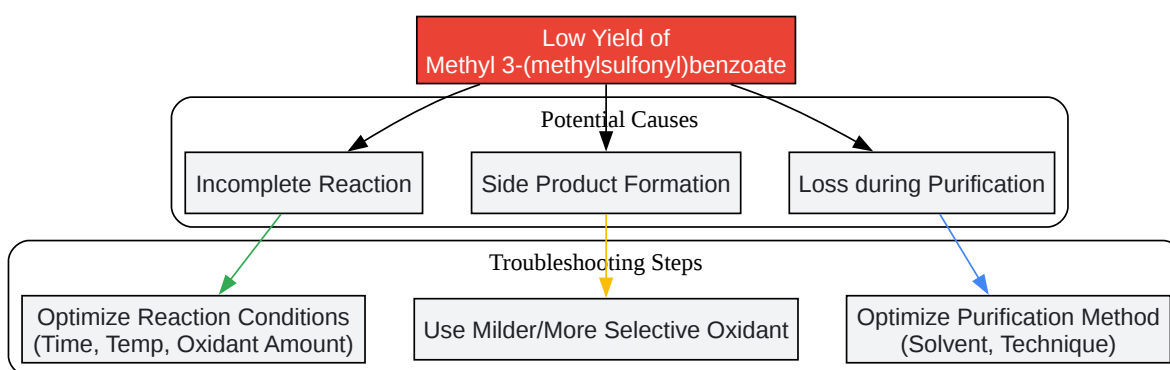 Low Yield of
Methyl 3-(methylsulfonyl)benzoate
Potential Causes
Incomplete Reaction
Side Product Formation
Loss during Purification
Troubleshooting Steps
Optimize Reaction Conditions
(Time, Temp, Oxidant Amount)
Use Milder/More Selective Oxidant
Optimize Purification Method
(Solvent, Technique)